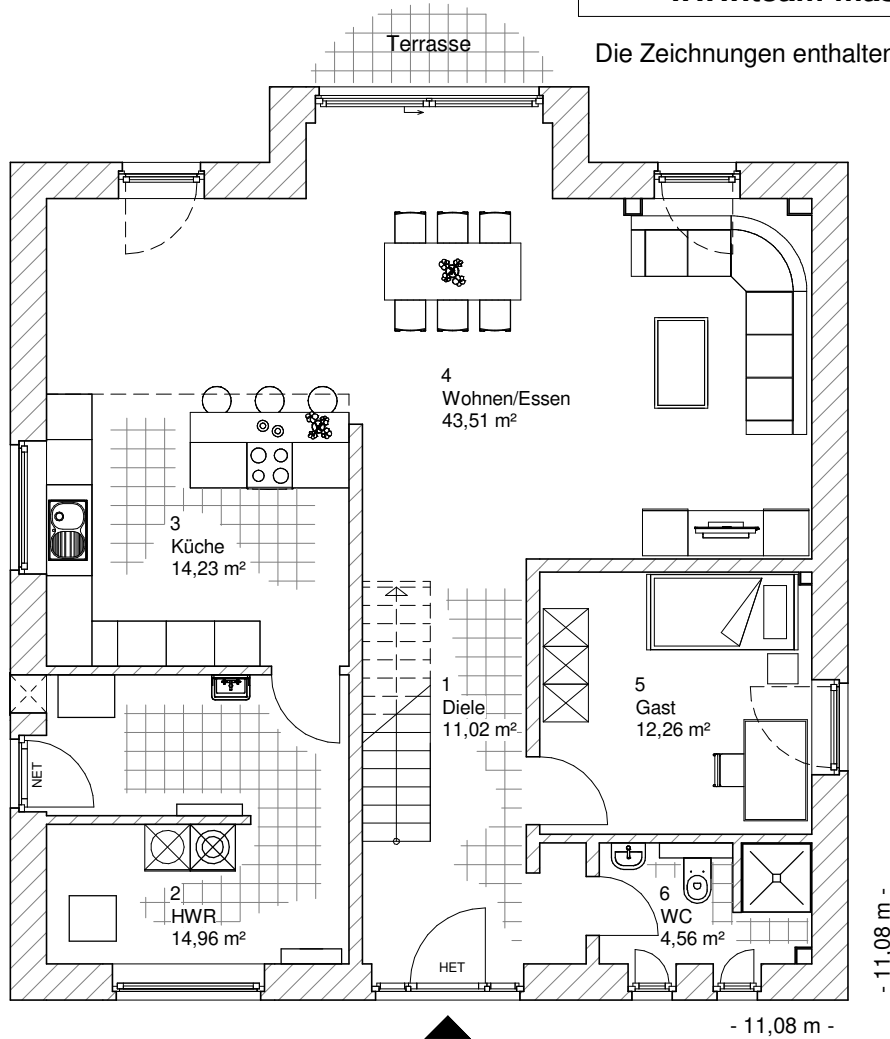 Terrasse
Die Zeichnungen enthalten
4
Wohnen/Essen
43,51 m²
3
Küche
14,23 m²
1
Diele
11,02 m²
5
Gast
12,26 m²
NET
2
HWR
14,96 m²
6
WC
4,56 m²
HET
- 11,08 m -
- 11,08 m -